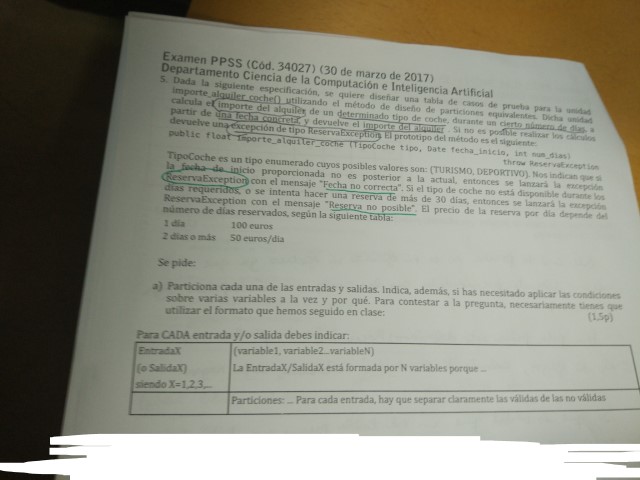 Examen PPSS (Cód. 34027) (30 de marzo de 2017)
Departamento Ciencia de la Computación e Inteligencia Artificial
5. Dada la siguiente especificación, se quiere diseñar una tabla de casos de prueba para la unidad
importe_alquiler_coche() utilizando el método de diseño de particiones equivalentes. Dicha unidad
calcula el importe del alquiler de un determinado tipo de coche, durante un cierto número de días, a
partir de una fecha concreta y devuelve el importe del alquiler. Si no es posible realizar los cálculos
devuelve una excepción de tipo ReservaException. El prototipo del método es el siguiente:
public float importe_alquiler_coche (TipoCoche tipo, Date fecha_inicio, int num_dias)
throw ReservaException
TipoCoche es un tipo enumerado cuyos posibles valores son: (TURISMO, DEPORTIVO). Nos indican que si
la fecha de inicio proporcionada no es posterior a la actual, entonces se lanzará la excepción
ReservaException con el mensaje "Fecha no correcta". Si el tipo de coche no está disponible durante los
días requeridos, o se intenta hacer una reserva de más de 30 días, entonces se lanzará la excepción
ReservaException con el mensaje "Reserva no posible". El precio de la reserva por día depende del
número de días reservados, según la siguiente tabla:
1 día 100 euros
2 dias o más 50 euros/dia
Se pide:
a) Particiona cada una de las entradas y salidas. Indica, además, si has necesitado aplicar las condiciones
sobre varias variables a la vez y por qué. Para contestar a la pregunta, necesariamente tienes que
utilizar el formato que hemos seguido en clase: (1,5p)
Para CADA entrada y/o salida debes indicar:
EntradaX (variable1, variable2...variableN)
(o SalidaX) La EntradaX/SalidaX está formada por N variables porque ...
siendo X=1,2,3,...
Particiones: ... Para cada entrada, hay que separar claramente las válidas de las no válidas